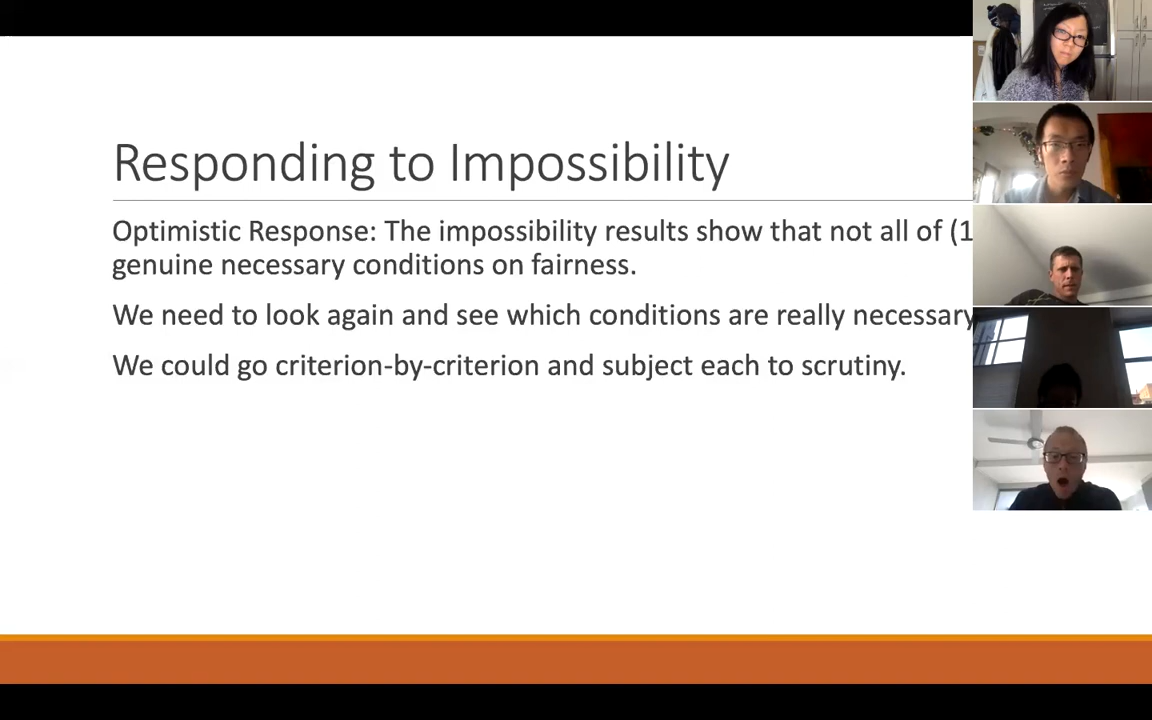 Responding to Impossibility
Optimistic Response: The impossibility results show that not all of (1
genuine necessary conditions on fairness.
We need to look again and see which conditions are really necessary
We could go criterion-by-criterion and subject each to scrutiny.